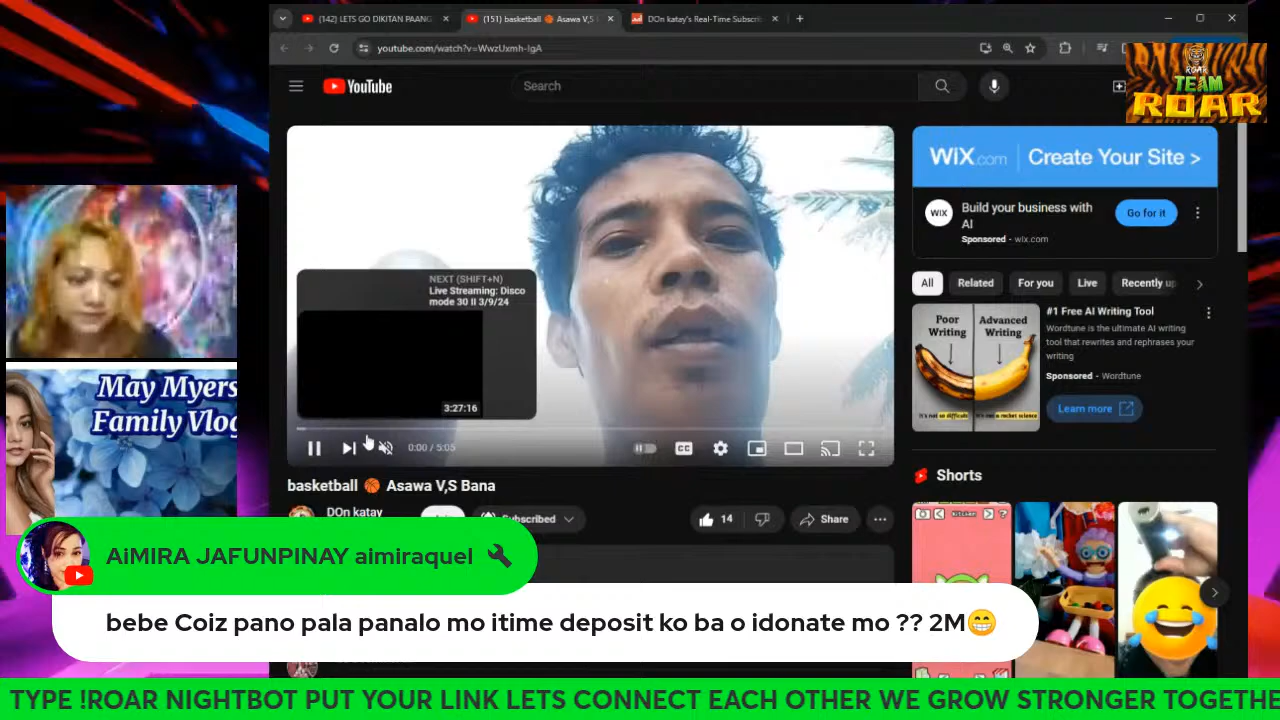 (142) LETS GO DIKITAN PAANG
(151) basketball 🏀 Asawa V,S
DOn katay's Real-Time Subscri
youtube.com/watch?v=WwzUxmh-IgA
YouTube
Search
ROAR
TEAM
ROAR
NEXT (SHIFT+N)
Live Streaming: Disco
mode 30 II 3/9/24
3:27:16
0:00 / 5:05
CC
basketball 🏀 Asawa V,S Bana
DOn katay
Subscribed
14
Share
WIX.com | Create Your Site >
WIX
Build your business with
AI
Sponsored - wix.com
Go for it
All
Related
For you
Live
Recently up
Poor
Writing
Advanced
Writing
#1 Free AI Writing Tool
Wordtune is the ultimate AI writing
tool that rewrites and rephrases your
writing
Sponsored - Wordtune
Learn more
Shorts
May Myers
Family Vlog
AiMIRA JAFUNPINAY aimiraquel
bebe Coiz pano pala panalo mo itime deposit ko ba o idonate mo ?? 2M😁
TYPE !ROAR NIGHTBOT PUT YOUR LINK LETS CONNECT EACH OTHER WE GROW STRONGER TOGETHE